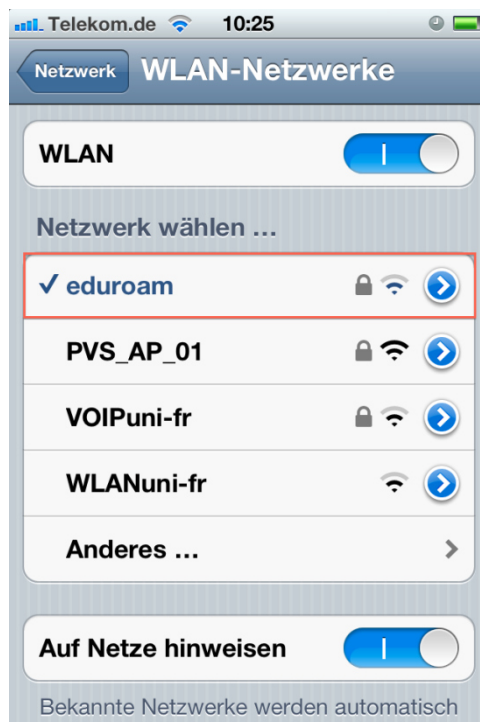 Telekom.de 10:25
Netzwerk WLAN-Netzwerke
WLAN
Netzwerk wählen ...
✓ eduroam
PVS_AP_01
VOIPuni-fr
WLANuni-fr
Anderes ...
Auf Netze hinweisen
Bekannte Netzwerke werden automatisch